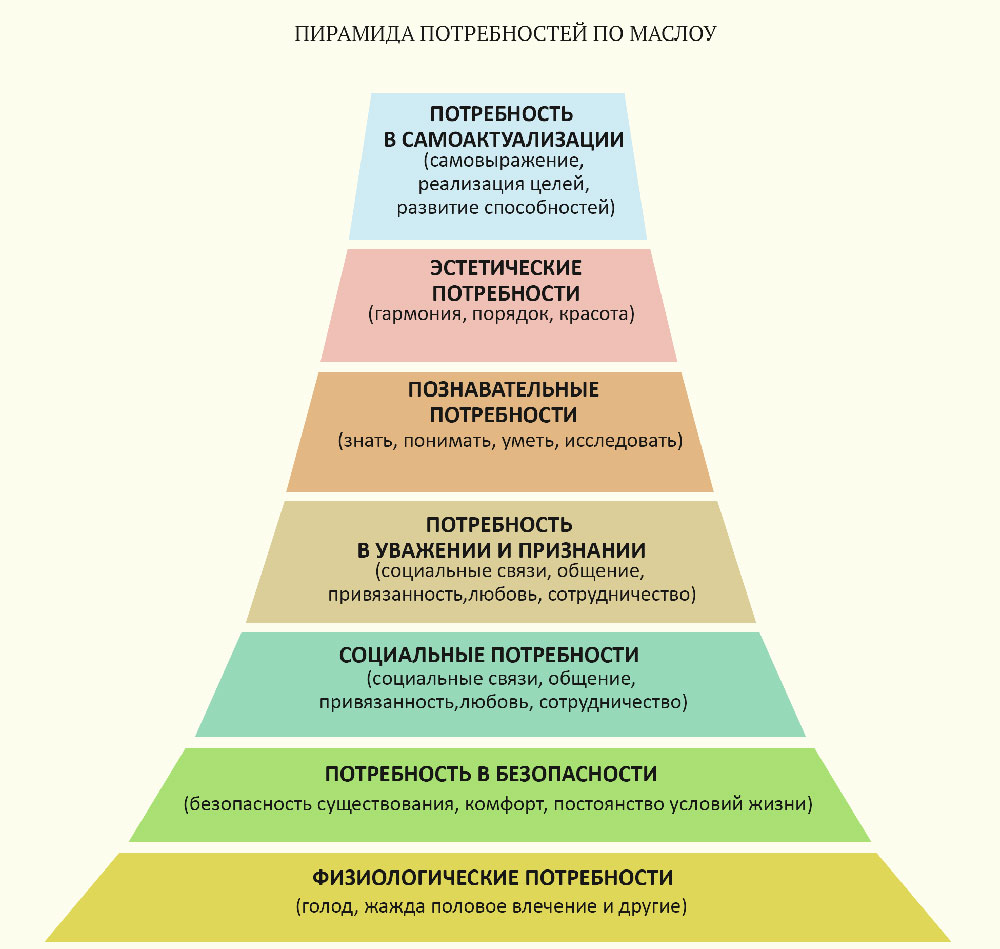 ПИРАМИДА ПОТРЕБНОСТЕЙ ПО МАСЛОУ
ПОТРЕБНОСТЬ
В САМОАКТУАЛИЗАЦИИ
(самовыражение,
реализация целей,
развитие способностей)
ЭСТЕТИЧЕСКИЕ
ПОТРЕБНОСТИ
(гармония, порядок, красота)
ПОЗНАВАТЕЛЬНЫЕ
ПОТРЕБНОСТИ
(знать, понимать, уметь, исследовать)
ПОТРЕБНОСТЬ
В УВАЖЕНИИ И ПРИЗНАНИИ
(социальные связи, общение,
привязанность,любовь, сотрудничество)
СОЦИАЛЬНЫЕ ПОТРЕБНОСТИ
(социальные связи, общение,
привязанность,любовь, сотрудничество)
ПОТРЕБНОСТЬ В БЕЗОПАСНОСТИ
(безопасность существования, комфорт, постоянство условий жизни)
ФИЗИОЛОГИЧЕСКИЕ ПОТРЕБНОСТИ
(голод, жажда половое влечение и другие)